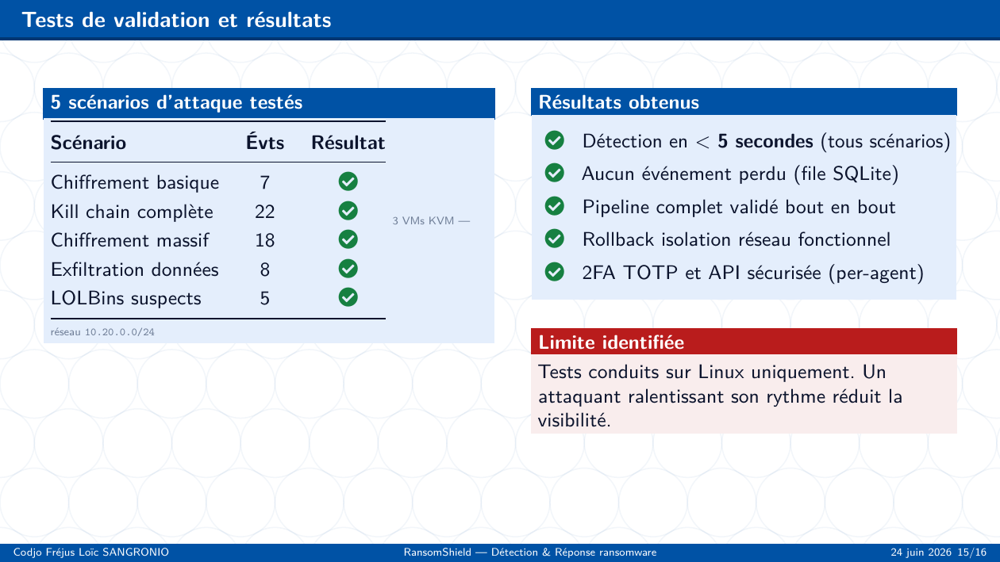 Tests de validation et résultats
5 scénarios d'attaque testés
Scénario Évts Résultat
Chiffrement basique 7
Kill chain complète 22
Chiffrement massif 18
Exfiltration données 8
LOLBins suspects 5
3 VMs KVM —
réseau 10.20.0.0/24
Résultats obtenus
Détection en < 5 secondes (tous scénarios)
Aucun événement perdu (file SQLite)
Pipeline complet validé bout en bout
Rollback isolation réseau fonctionnel
2FA TOTP et API sécurisée (per-agent)
Limite identifiée
Tests conduits sur Linux uniquement. Un
attaquant ralentissant son rythme réduit la
visibilité.
Codjo Fréjus Loïc SANGRONIO
RansomShield — Détection & Réponse ransomware
24 juin 2026 15/16